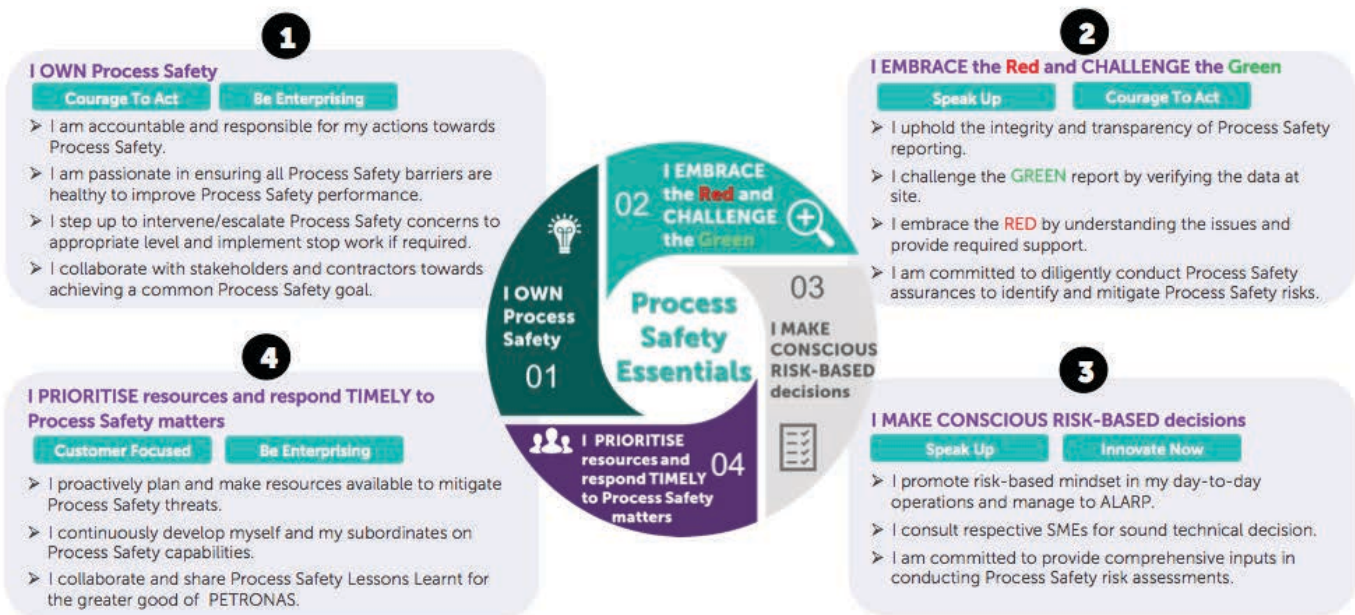 1
I OWN Process Safety
Courage To Act
Be Enterprising
➤ I am accountable and responsible for my actions towards
Process Safety.
➤ I am passionate in ensuring all Process Safety barriers are
healthy to improve Process Safety performance.
➤ I step up to intervene/escalate Process Safety concerns to
appropriate level and implement stop work if required.
➤ I collaborate with stakeholders and contractors towards
achieving a common Process Safety goal.
2
I EMBRACE the Red and CHALLENGE the Green
Speak Up
Courage To Act
➤ I uphold the integrity and transparency of Process Safety
reporting.
➤ I challenge the GREEN report by verifying the data at
site.
➤ I embrace the RED by understanding the issues and
provide required support.
➤ I am committed to diligently conduct Process Safety
assurances to identify and mitigate Process Safety risks.
3
I MAKE CONSCIOUS RISK-BASED decisions
Speak Up
Innovate Now
➤ I promote risk-based mindset in my day-to-day
operations and manage to ALARP.
➤ I consult respective SMEs for sound technical decision.
➤ I am committed to provide comprehensive inputs in
conducting Process Safety risk assessments.
4
I PRIORITISE resources and respond TIMELY to
Process Safety matters
Customer Focused
Be Enterprising
➤ I proactively plan and make resources available to mitigate
Process Safety threats.
➤ I continuously develop myself and my subordinates on
Process Safety capabilities.
➤ I collaborate and share Process Safety Lessons Learnt for
the greater good of PETRONAS.
Process
Safety
Essentials
I OWN
Process
Safety
01
02
I EMBRACE
the Red and
CHALLENGE
the Green
03
I MAKE
CONSCIOUS
RISK-BASED
decisions
I PRIORITISE
resources and
respond TIMELY
to Process Safety
matters
04